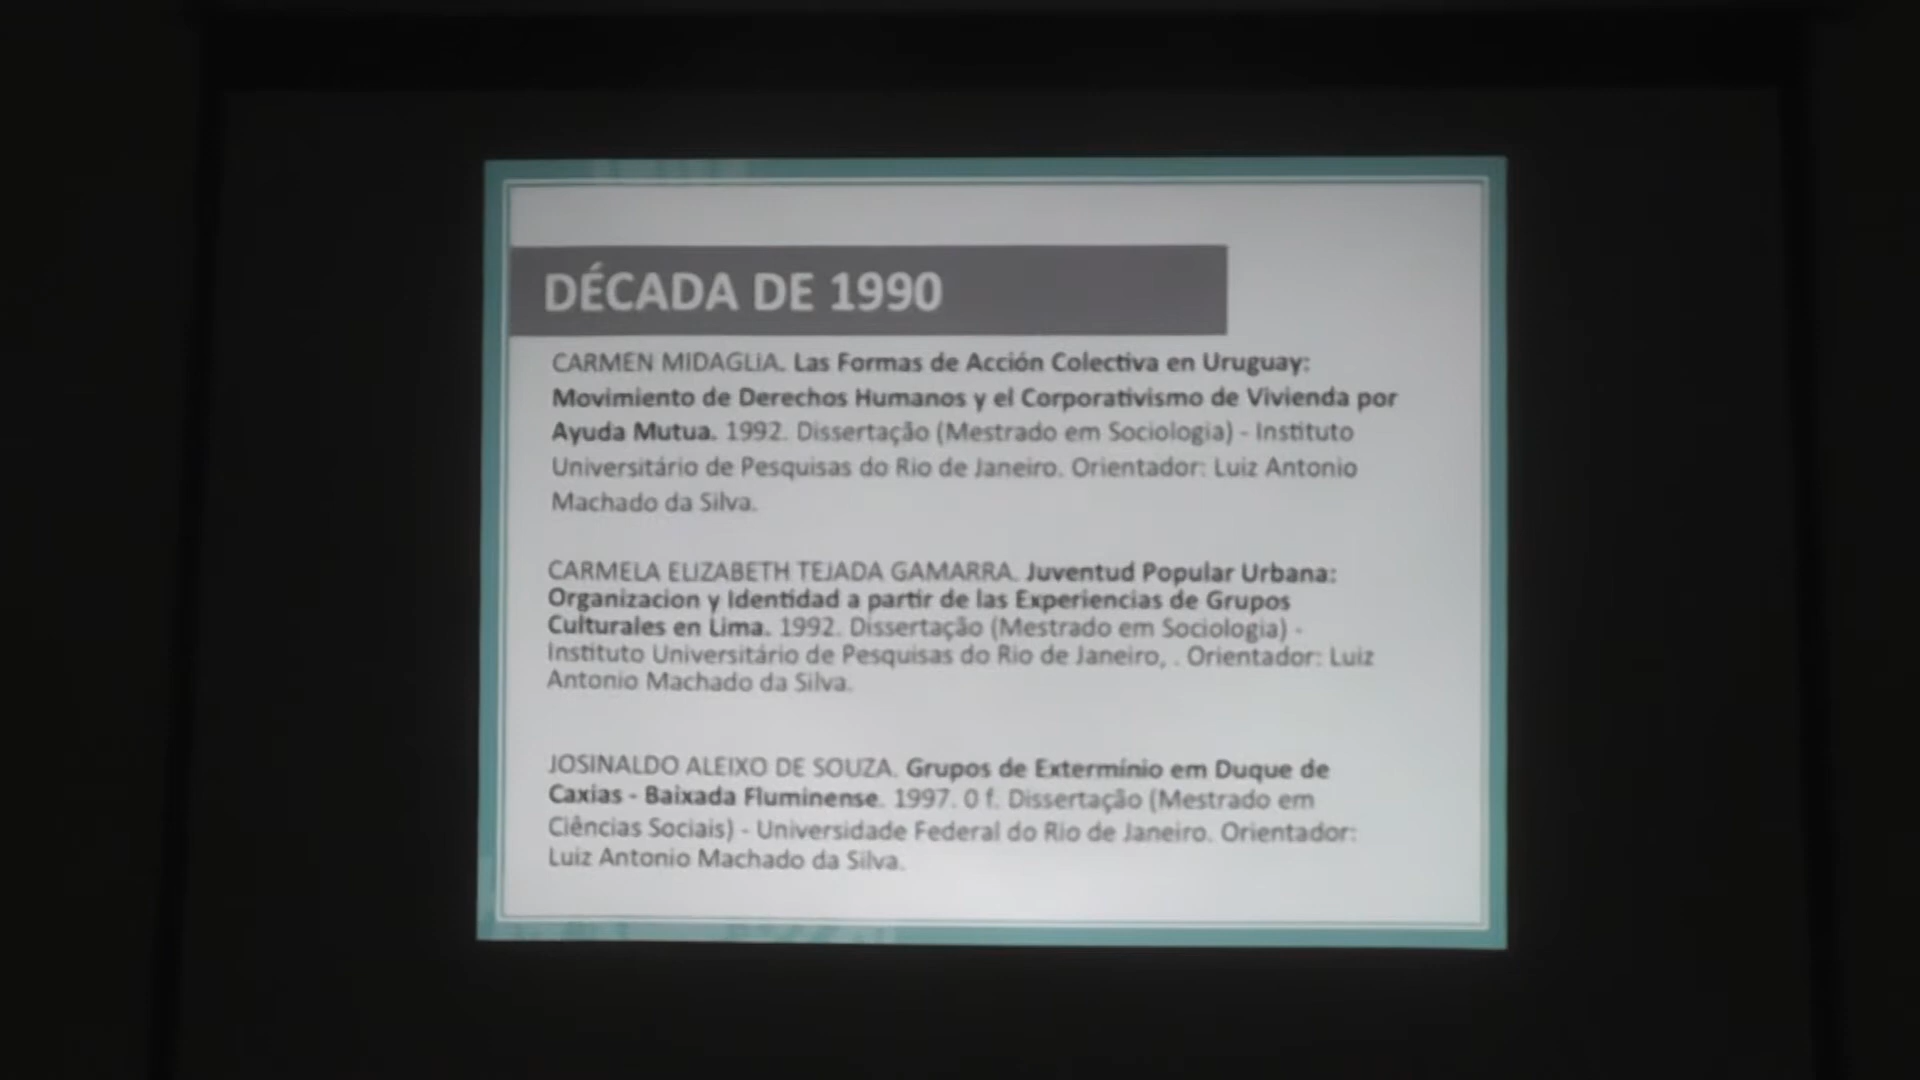 DÉCADA DE 1990
CARMEN MIDAGLIA. Las Formas de Acción Colectiva en Uruguay:
Movimiento de Derechos Humanos y el Corporativismo de Vivienda por
Ayuda Mutua. 1992. Dissertação (Mestrado em Sociologia) - Instituto
Universitário de Pesquisas do Rio de Janeiro. Orientador: Luiz Antonio
Machado da Silva.
CARMELA ELIZABETH TEJADA GAMARRA. Juventud Popular Urbana:
Organizacion y Identidad a partir de las Experiencias de Grupos
Culturales en Lima. 1992. Dissertação (Mestrado em Sociologia) -
Instituto Universitário de Pesquisas do Rio de Janeiro, . Orientador: Luiz
Antonio Machado da Silva.
JOSINALDO ALEIXO DE SOUZA. Grupos de Extermínio em Duque de
Caxias - Baixada Fluminense. 1997. 0 f. Dissertação (Mestrado em
Ciências Sociais) - Universidade Federal do Rio de Janeiro. Orientador:
Luiz Antonio Machado da Silva.